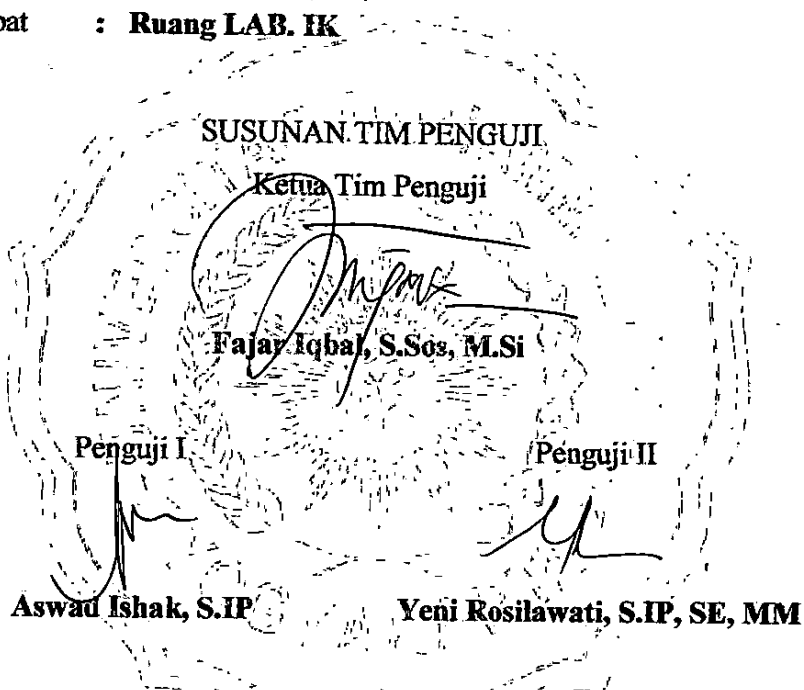 pat : Ruang LAB. IK
SUSUNAN TIM PENGUJI
Ketua Tim Penguji
Fajar Iqbal, S.Sos, M.Si
Penguji I Penguji II
Aswad Ishak, S.IP Yeni Rosilawati, S.IP, SE, MM